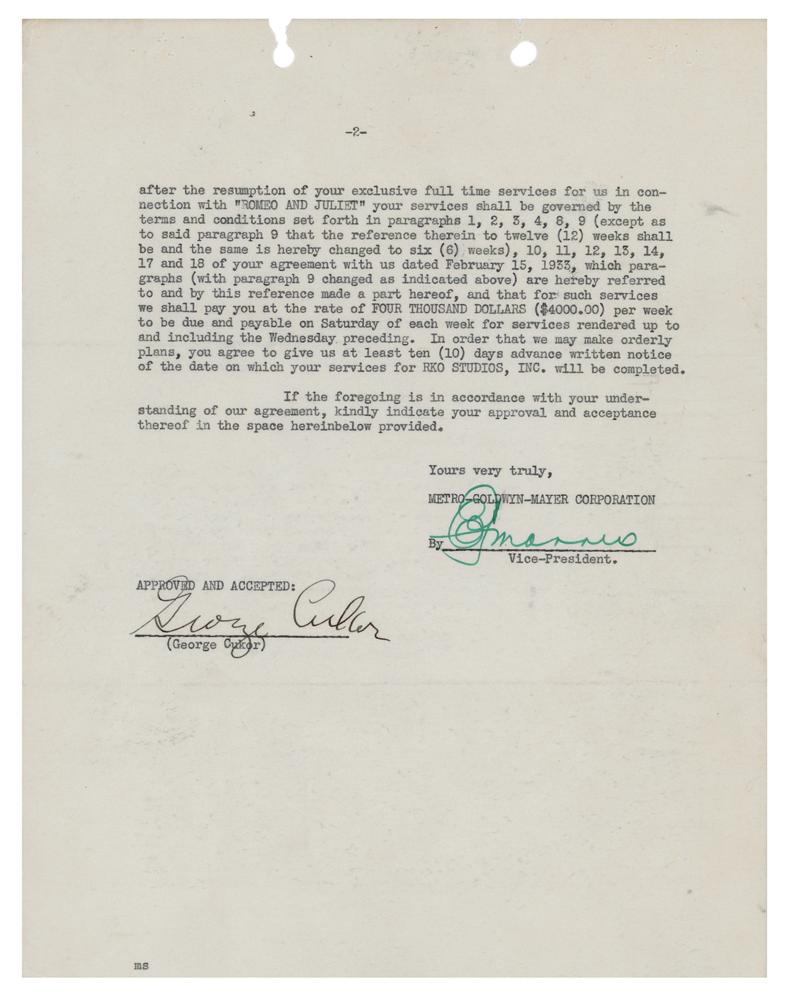 -2-
after the resumption of your exclusive full time services for us in con-
nection with "ROMEO AND JULIET" your services shall be governed by the
terms and conditions set forth in paragraphs 1, 2, 3, 4, 8, 9 (except as
to said paragraph 9 that the reference therein to twelve (12) weeks shall
be and the same is hereby changed to six (6) weeks), 10, 11, 12, 13, 14,
17 and 18 of your agreement with us dated February 15, 1933, which para-
graphs (with paragraph 9 changed as indicated above) are hereby referred
to and by this reference made a part hereof, and that for such services
we shall pay you at the rate of FOUR THOUSAND DOLLARS ($4000.00) per week
to be due and payable on Saturday of each week for services rendered up to
and including the Wednesday preceding. In order that we may make orderly
plans, you agree to give us at least ten (10) days advance written notice
of the date on which your services for RKO STUDIOS, INC. will be completed.
If the foregoing is in accordance with your under-
standing of our agreement, kindly indicate your approval and acceptance
thereof in the space hereinbelow provided.
Yours very truly,
METRO-GOLDWYN-MAYER CORPORATION
By EJMannix
Vice-President.
APPROVED AND ACCEPTED:
George Cukor
(George Cukor)
ms